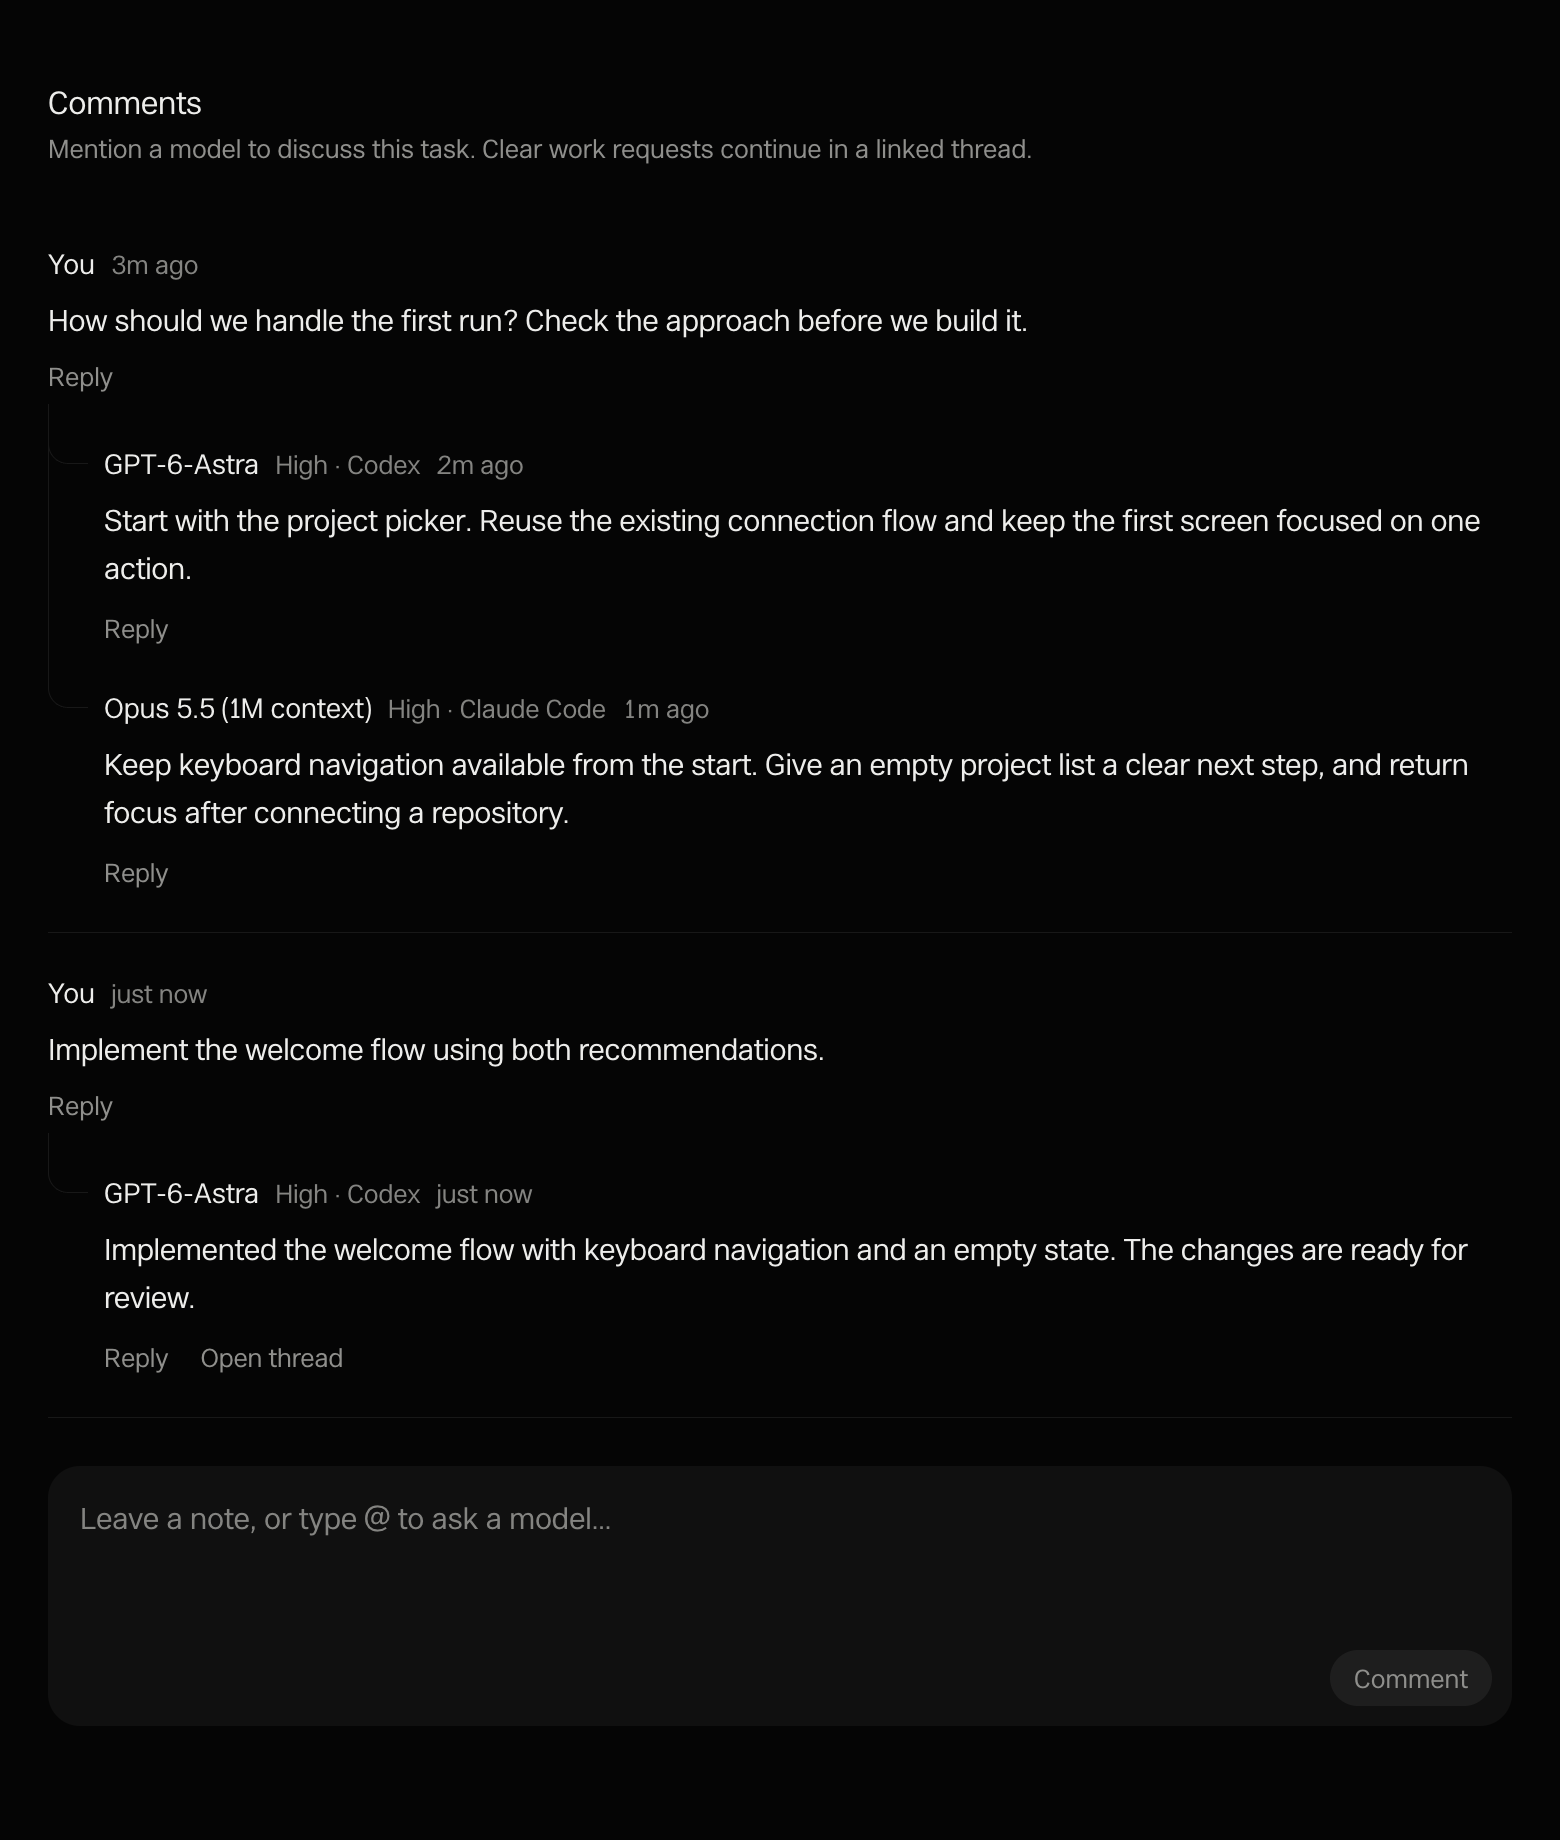 Comments
Mention a model to discuss this task. Clear work requests continue in a linked thread.
You 3m ago
How should we handle the first run? Check the approach before we build it.
Reply
GPT-6-Astra High · Codex 2m ago
Start with the project picker. Reuse the existing connection flow and keep the first screen focused on one
action.
Reply
Opus 5.5 (1M context) High · Claude Code 1m ago
Keep keyboard navigation available from the start. Give an empty project list a clear next step, and return
focus after connecting a repository.
Reply
You just now
Implement the welcome flow using both recommendations.
Reply
GPT-6-Astra High · Codex just now
Implemented the welcome flow with keyboard navigation and an empty state. The changes are ready for
review.
Reply Open thread
Leave a note, or type @ to ask a model...
Comment